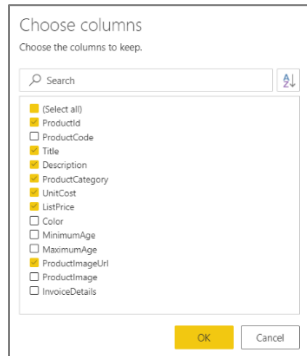 Choose columns
Choose the columns to keep.
Search
(Select all)
ProductId
ProductCode
Title
Description
ProductCategory
UnitCost
ListPrice
Color
MinimumAge
MaximumAge
ProductImageUrl
ProductImage
InvoiceDetails
OK Cancel